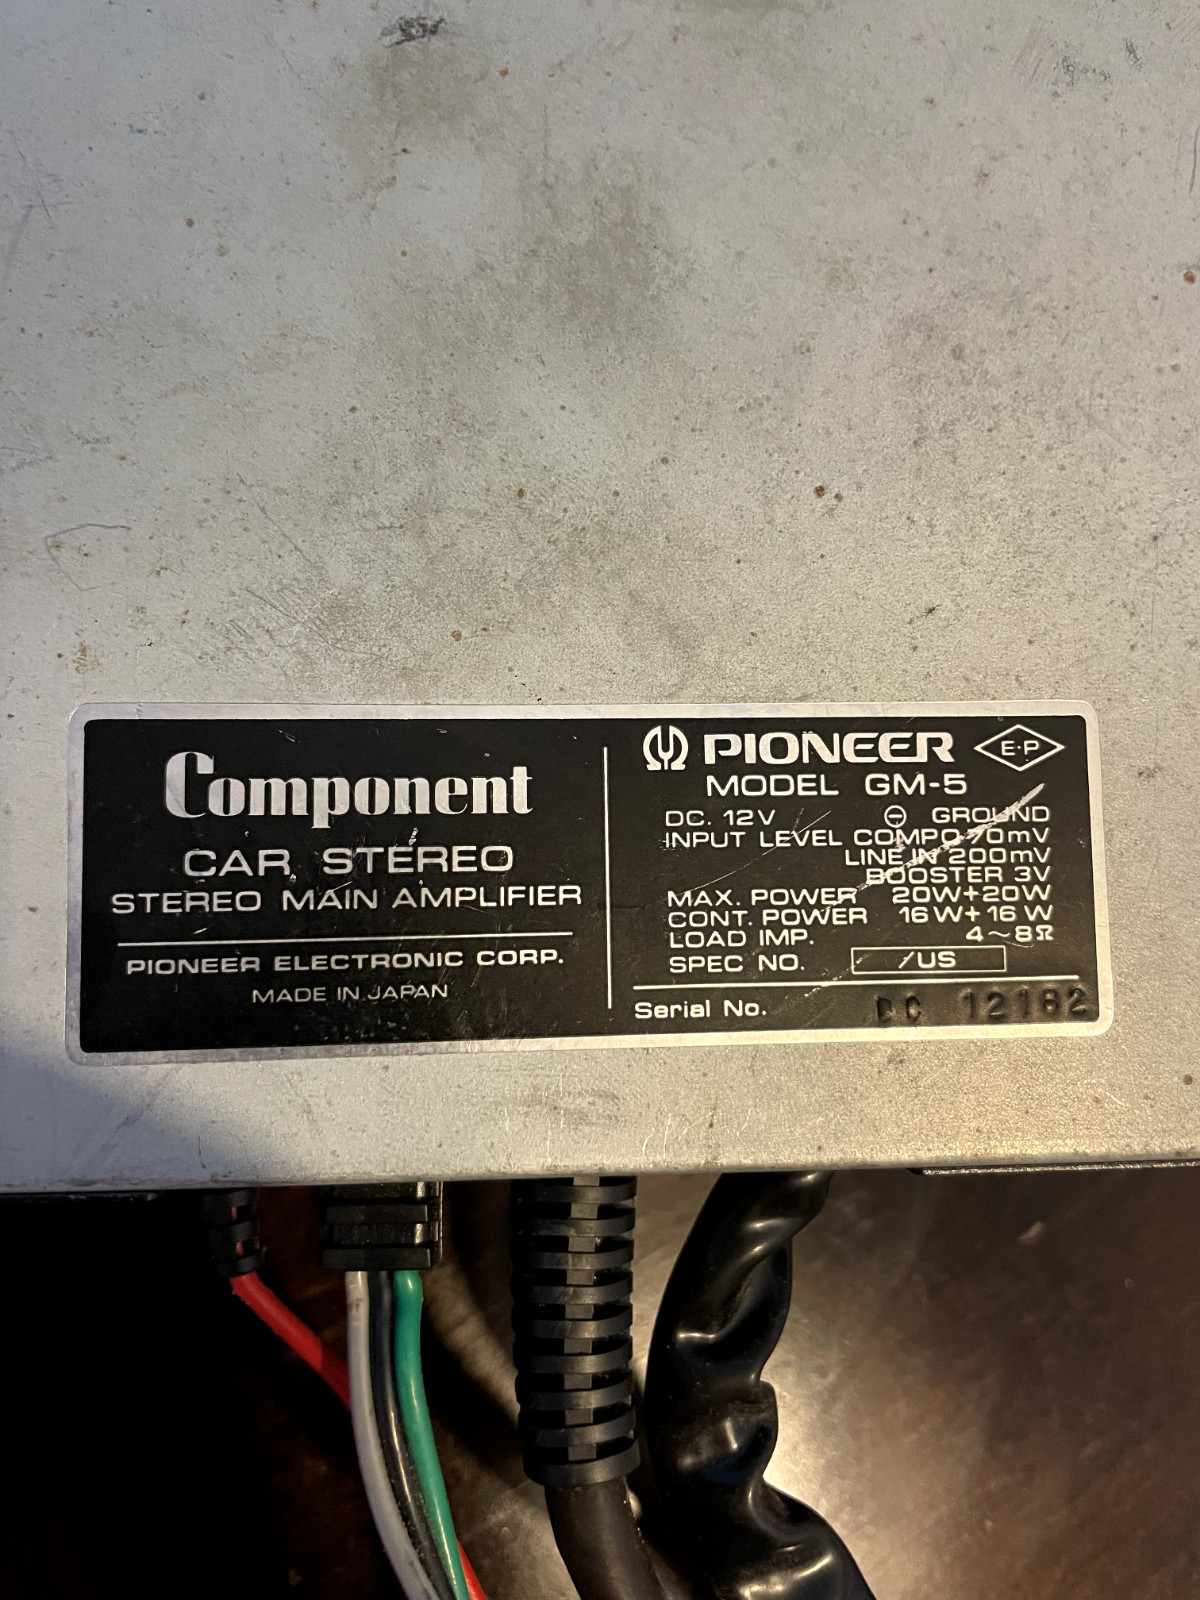 Component
CAR STEREO
STEREO MAIN AMPLIFIER
PIONEER ELECTRONIC CORP.
MADE IN JAPAN
PIONEER E·P
MODEL GM-5
DC. 12V ⊖ GROUND
INPUT LEVEL COMPO 70mV
LINE IN 200mV
BOOSTER 3V
MAX. POWER 20W+20W
CONT. POWER 16W+16W
LOAD IMP. 4~8Ω
SPEC NO. /US
Serial No. DC 12162